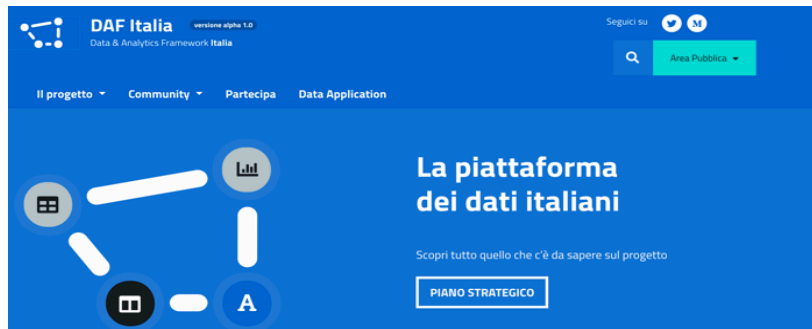 DAF Italia versione alpha 1.0
Data & Analytics Framework Italia
Seguici su
M
Area Pubblica
Il progetto Community Partecipa Data Application
La piattaforma
dei dati italiani
Scopri tutto quello che c'è da sapere sul progetto
PIANO STRATEGICO
A